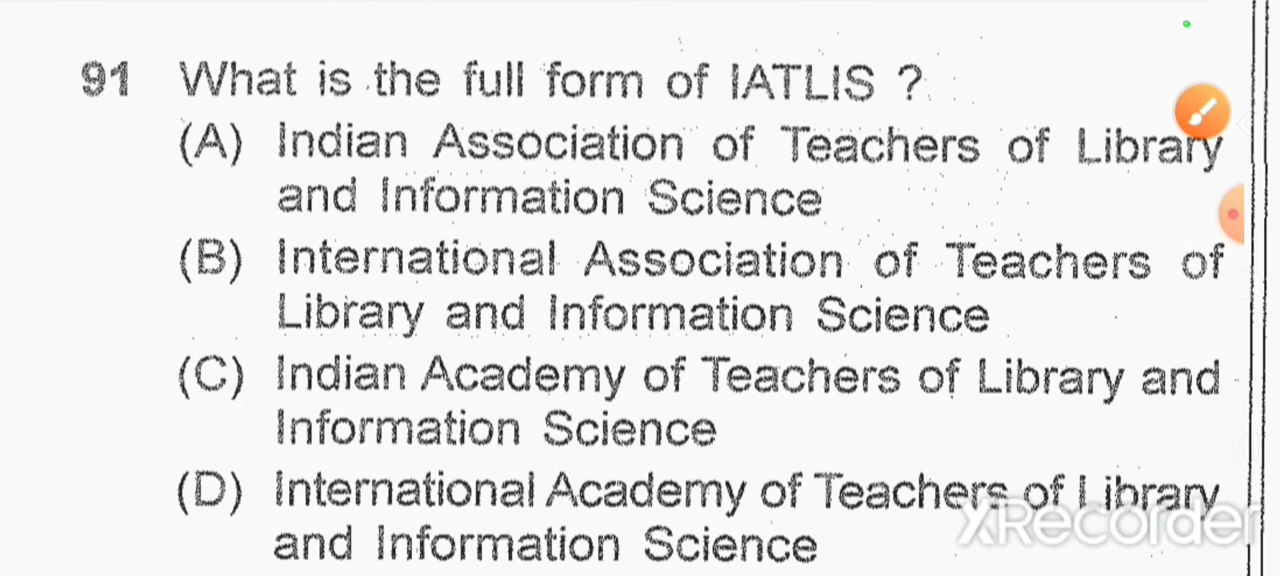 91 What is the full form of IATLIS ?
(A) Indian Association of Teachers of Library
and Information Science
(B) International Association of Teachers of
Library and Information Science
(C) Indian Academy of Teachers of Library and
Information Science
(D) International Academy of Teachers of Library
and Information Science
XRecorder